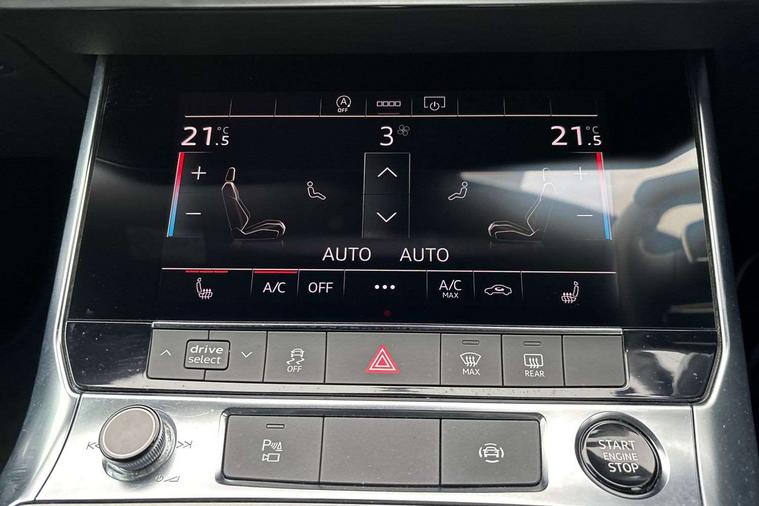 A
OFF
21.5 °C
3
21.5 °C
+
+
−
−
AUTO AUTO
A/C OFF ••• A/C MAX
drive select
OFF
MAX
REAR
P
START ENGINE STOP